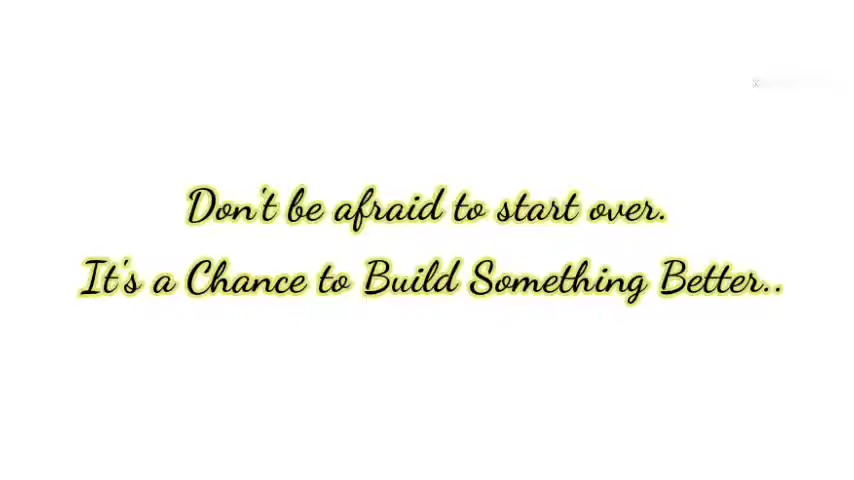 Don't be afraid to start over.
It's a Chance to Build Something Better..